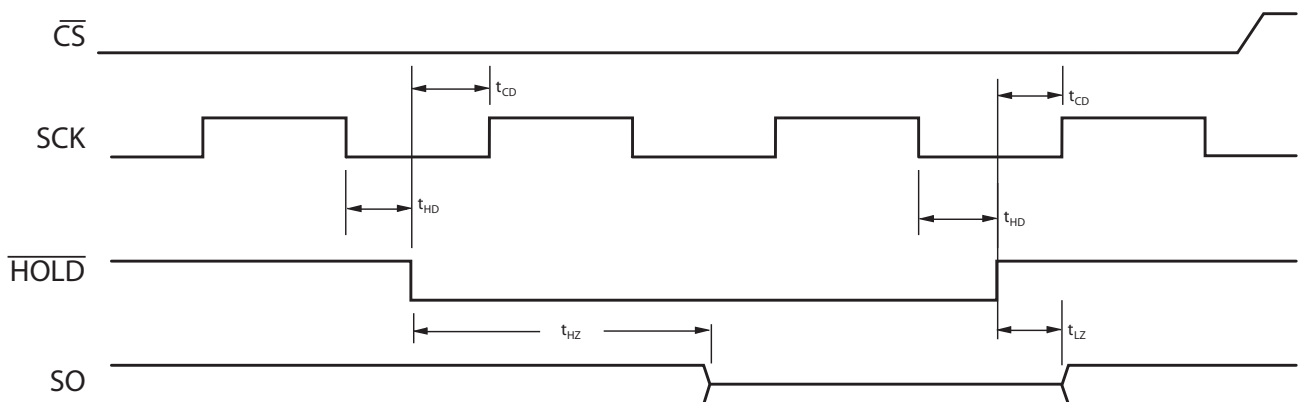 CS
t_CD
t_CD
SCK
t_HD
t_HD
HOLD
t_HZ
t_LZ
SO